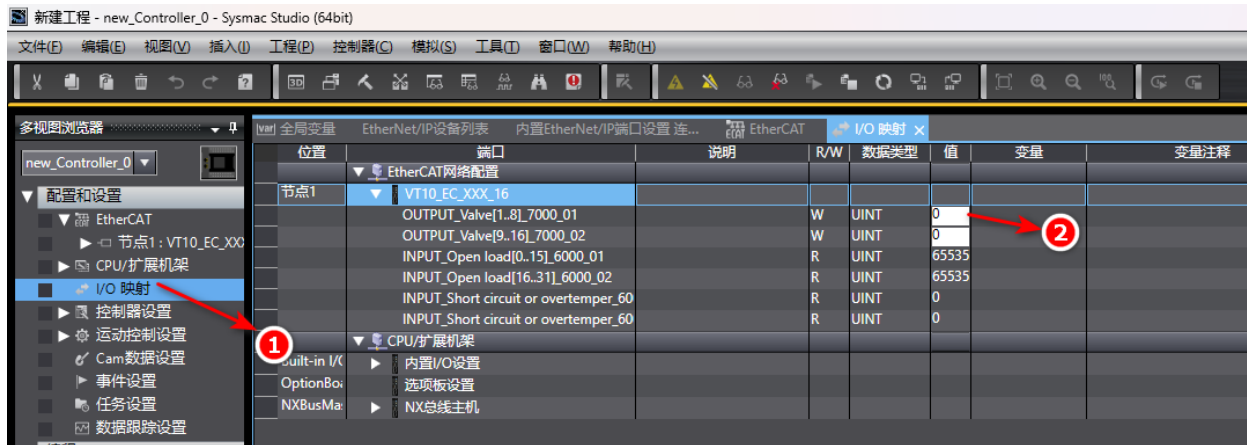 新建工程 - new_Controller_0 - Sysmac Studio (64bit)
文件(F) 编辑(E) 视图(V) 插入(I) 工程(P) 控制器(C) 模拟(S) 工具(T) 窗口(W) 帮助(H)
多视图浏览器
全局变量 EtherNet/IP设备列表 内置EtherNet/IP端口设置 连... EtherCAT I/O 映射
new_Controller_0
位置 端口 说明 R/W 数据类型 值 变量 变量注释
EtherCAT网络配置
配置和设置
节点1 VT10_EC_XXX_16
EtherCAT
OUTPUT_Valve[1..8]_7000_01 W UINT 0
节点1 : VT10_EC_XX
OUTPUT_Valve[9..16]_7000_02 W UINT 0
2
CPU/扩展机架
INPUT_Open load[0..15]_6000_01 R UINT 65535
I/O 映射
INPUT_Open load[16..31]_6000_02 R UINT 65535
控制器设置
INPUT_Short circuit or overtemper_60 R UINT 0
运动控制设置
INPUT_Short circuit or overtemper_60 R UINT 0
1
CPU/扩展机架
Cam数据设置
Built-in I/ 内置I/O设置
事件设置
OptionBo 选项板设置
任务设置
NXBusMa NX总线主机
数据跟踪设置